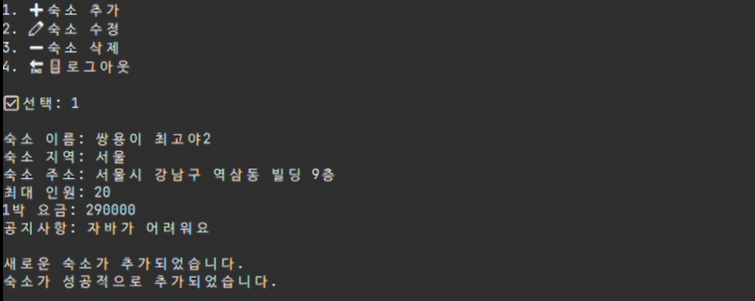 1. ➕숙소 추가
2. 🖍숙소 수정
3. ➖숙소 삭제
4. 🔚🚪로그아웃
☑선택: 1
숙소 이름: 쌍용이 최고야2
숙소 지역: 서울
숙소 주소: 서울시 강남구 역삼동 빌딩 9층
최대 인원: 20
1박 요금: 290000
공지사항: 자바가 어려워요
새로운 숙소가 추가되었습니다.
숙소가 성공적으로 추가되었습니다.